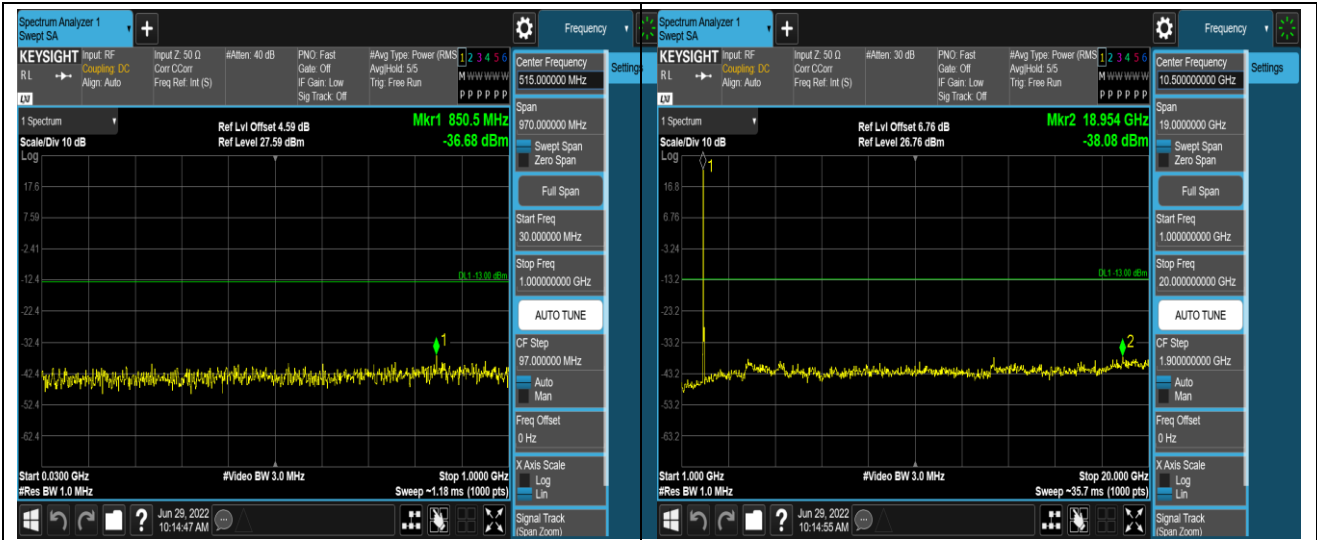 Spectrum Analyzer 1
Swept SA
+
Frequency
KEYSIGHT
RL
LXI
Input: RF
Coupling: DC
Align: Auto
Input Z: 50 Ω
Corr CCorr
Freq Ref: Int (S)
#Atten: 40 dB
PNO: Fast
Gate: Off
IF Gain: Low
Sig Track: Off
#Avg Type: Power (RMS
Avg|Hold: 5/5
Trig: Free Run
1 2 3 4 5 6
M W W W W W
P P P P P P
Center Frequency
515.000000 MHz
Settings
1 Spectrum
Scale/Div 10 dB
Log
Ref Lvl Offset 4.59 dB
Ref Level 27.59 dBm
Mkr1 850.5 MHz
-36.68 dBm
17.6
7.59
-2.41
-12.4
-22.4
-32.4
-42.4
-52.4
-62.4
DL1 -13.00 dBm
1
Start 0.0300 GHz
#Res BW 1.0 MHz
#Video BW 3.0 MHz
Stop 1.0000 GHz
Sweep ~1.18 ms (1000 pts)
Span
970.000000 MHz
Swept Span
Zero Span
Full Span
Start Freq
30.000000 MHz
Stop Freq
1.000000000 GHz
AUTO TUNE
CF Step
97.000000 MHz
Auto
Man
Freq Offset
0 Hz
X Axis Scale
Log
Lin
Signal Track
(Span Zoom)
?
Jun 29, 2022
10:14:47 AM
Spectrum Analyzer 1
Swept SA
+
Frequency
KEYSIGHT
RL
LXI
Input: RF
Coupling: DC
Align: Auto
Input Z: 50 Ω
Corr CCorr
Freq Ref: Int (S)
#Atten: 30 dB
PNO: Fast
Gate: Off
IF Gain: Low
Sig Track: Off
#Avg Type: Power (RMS
Avg|Hold: 5/5
Trig: Free Run
1 2 3 4 5 6
M W W W W W
P P P P P P
Center Frequency
10.500000000 GHz
Settings
1 Spectrum
Scale/Div 10 dB
Log
Ref Lvl Offset 6.76 dB
Ref Level 26.76 dBm
Mkr2 18.954 GHz
-38.08 dBm
16.8
6.76
-3.24
-13.2
-23.2
-33.2
-43.2
-53.2
-63.2
1
DL1 -13.00 dBm
2
Start 1.000 GHz
#Res BW 1.0 MHz
#Video BW 3.0 MHz
Stop 20.000 GHz
Sweep ~35.7 ms (1000 pts)
Span
19.0000000 GHz
Swept Span
Zero Span
Full Span
Start Freq
1.000000000 GHz
Stop Freq
20.000000000 GHz
AUTO TUNE
CF Step
1.900000000 GHz
Auto
Man
Freq Offset
0 Hz
X Axis Scale
Log
Lin
Signal Track
(Span Zoom)
?
Jun 29, 2022
10:14:55 AM